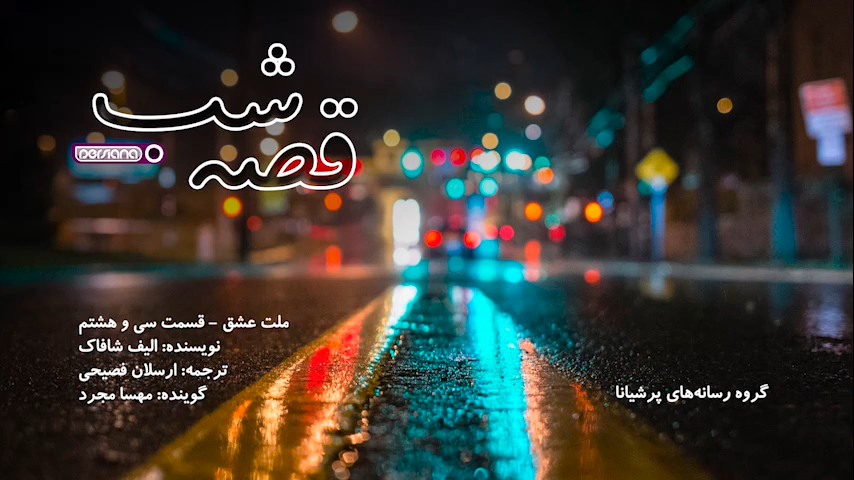 قصه شب
persiana
ملت عشق - قسمت سی و هشتم
نویسنده: الیف شافاک
ترجمه: ارسلان فصیحی
گوینده: مهسا مجرد
گروه رسانه‌های پرشیانا